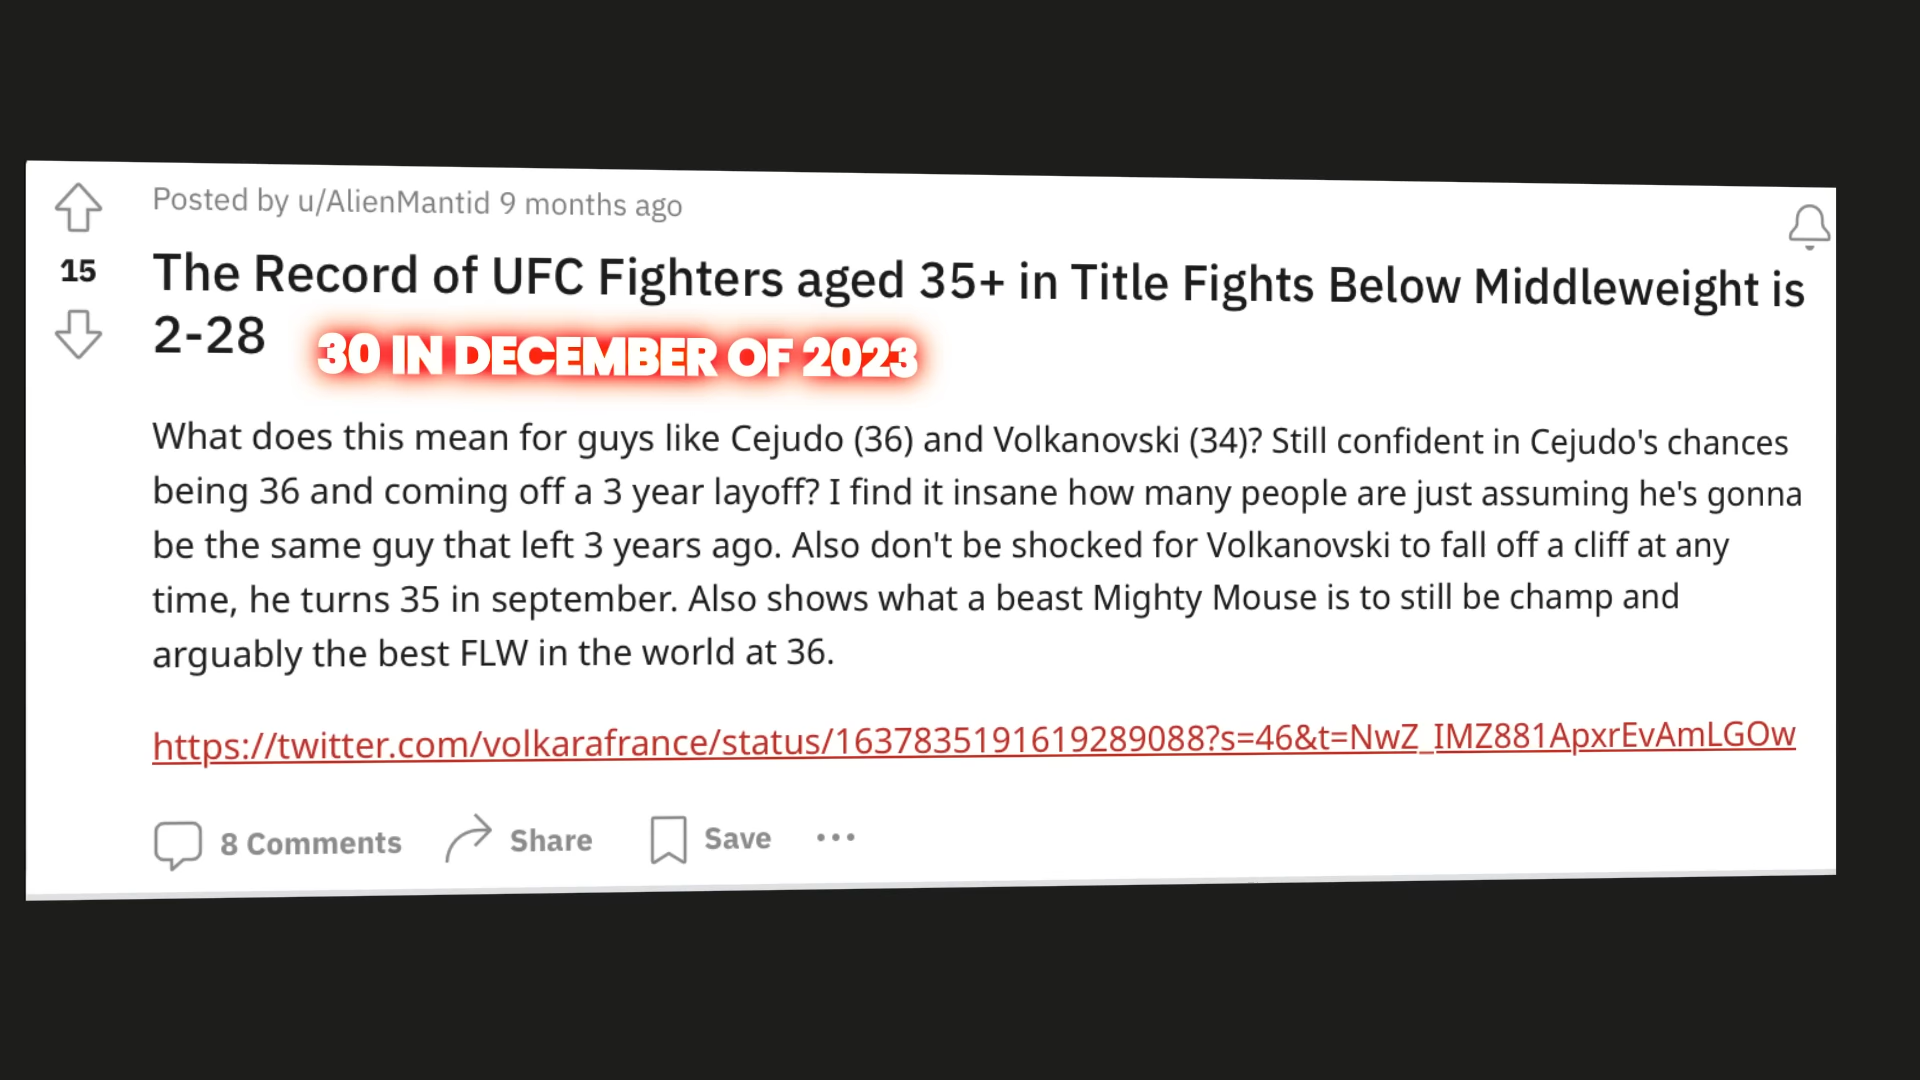 Posted by u/AlienMantid 9 months ago
15
The Record of UFC Fighters aged 35+ in Title Fights Below Middleweight is
2-28
30 IN DECEMBER OF 2023
What does this mean for guys like Cejudo (36) and Volkanovski (34)? Still confident in Cejudo's chances
being 36 and coming off a 3 year layoff? I find it insane how many people are just assuming he's gonna
be the same guy that left 3 years ago. Also don't be shocked for Volkanovski to fall off a cliff at any
time, he turns 35 in september. Also shows what a beast Mighty Mouse is to still be champ and
arguably the best FLW in the world at 36.
https://twitter.com/volkarafrance/status/1637835191619289088?s=46&t=NwZ_IMZ881ApxrEvAmLGOw
8 Comments Share Save ...